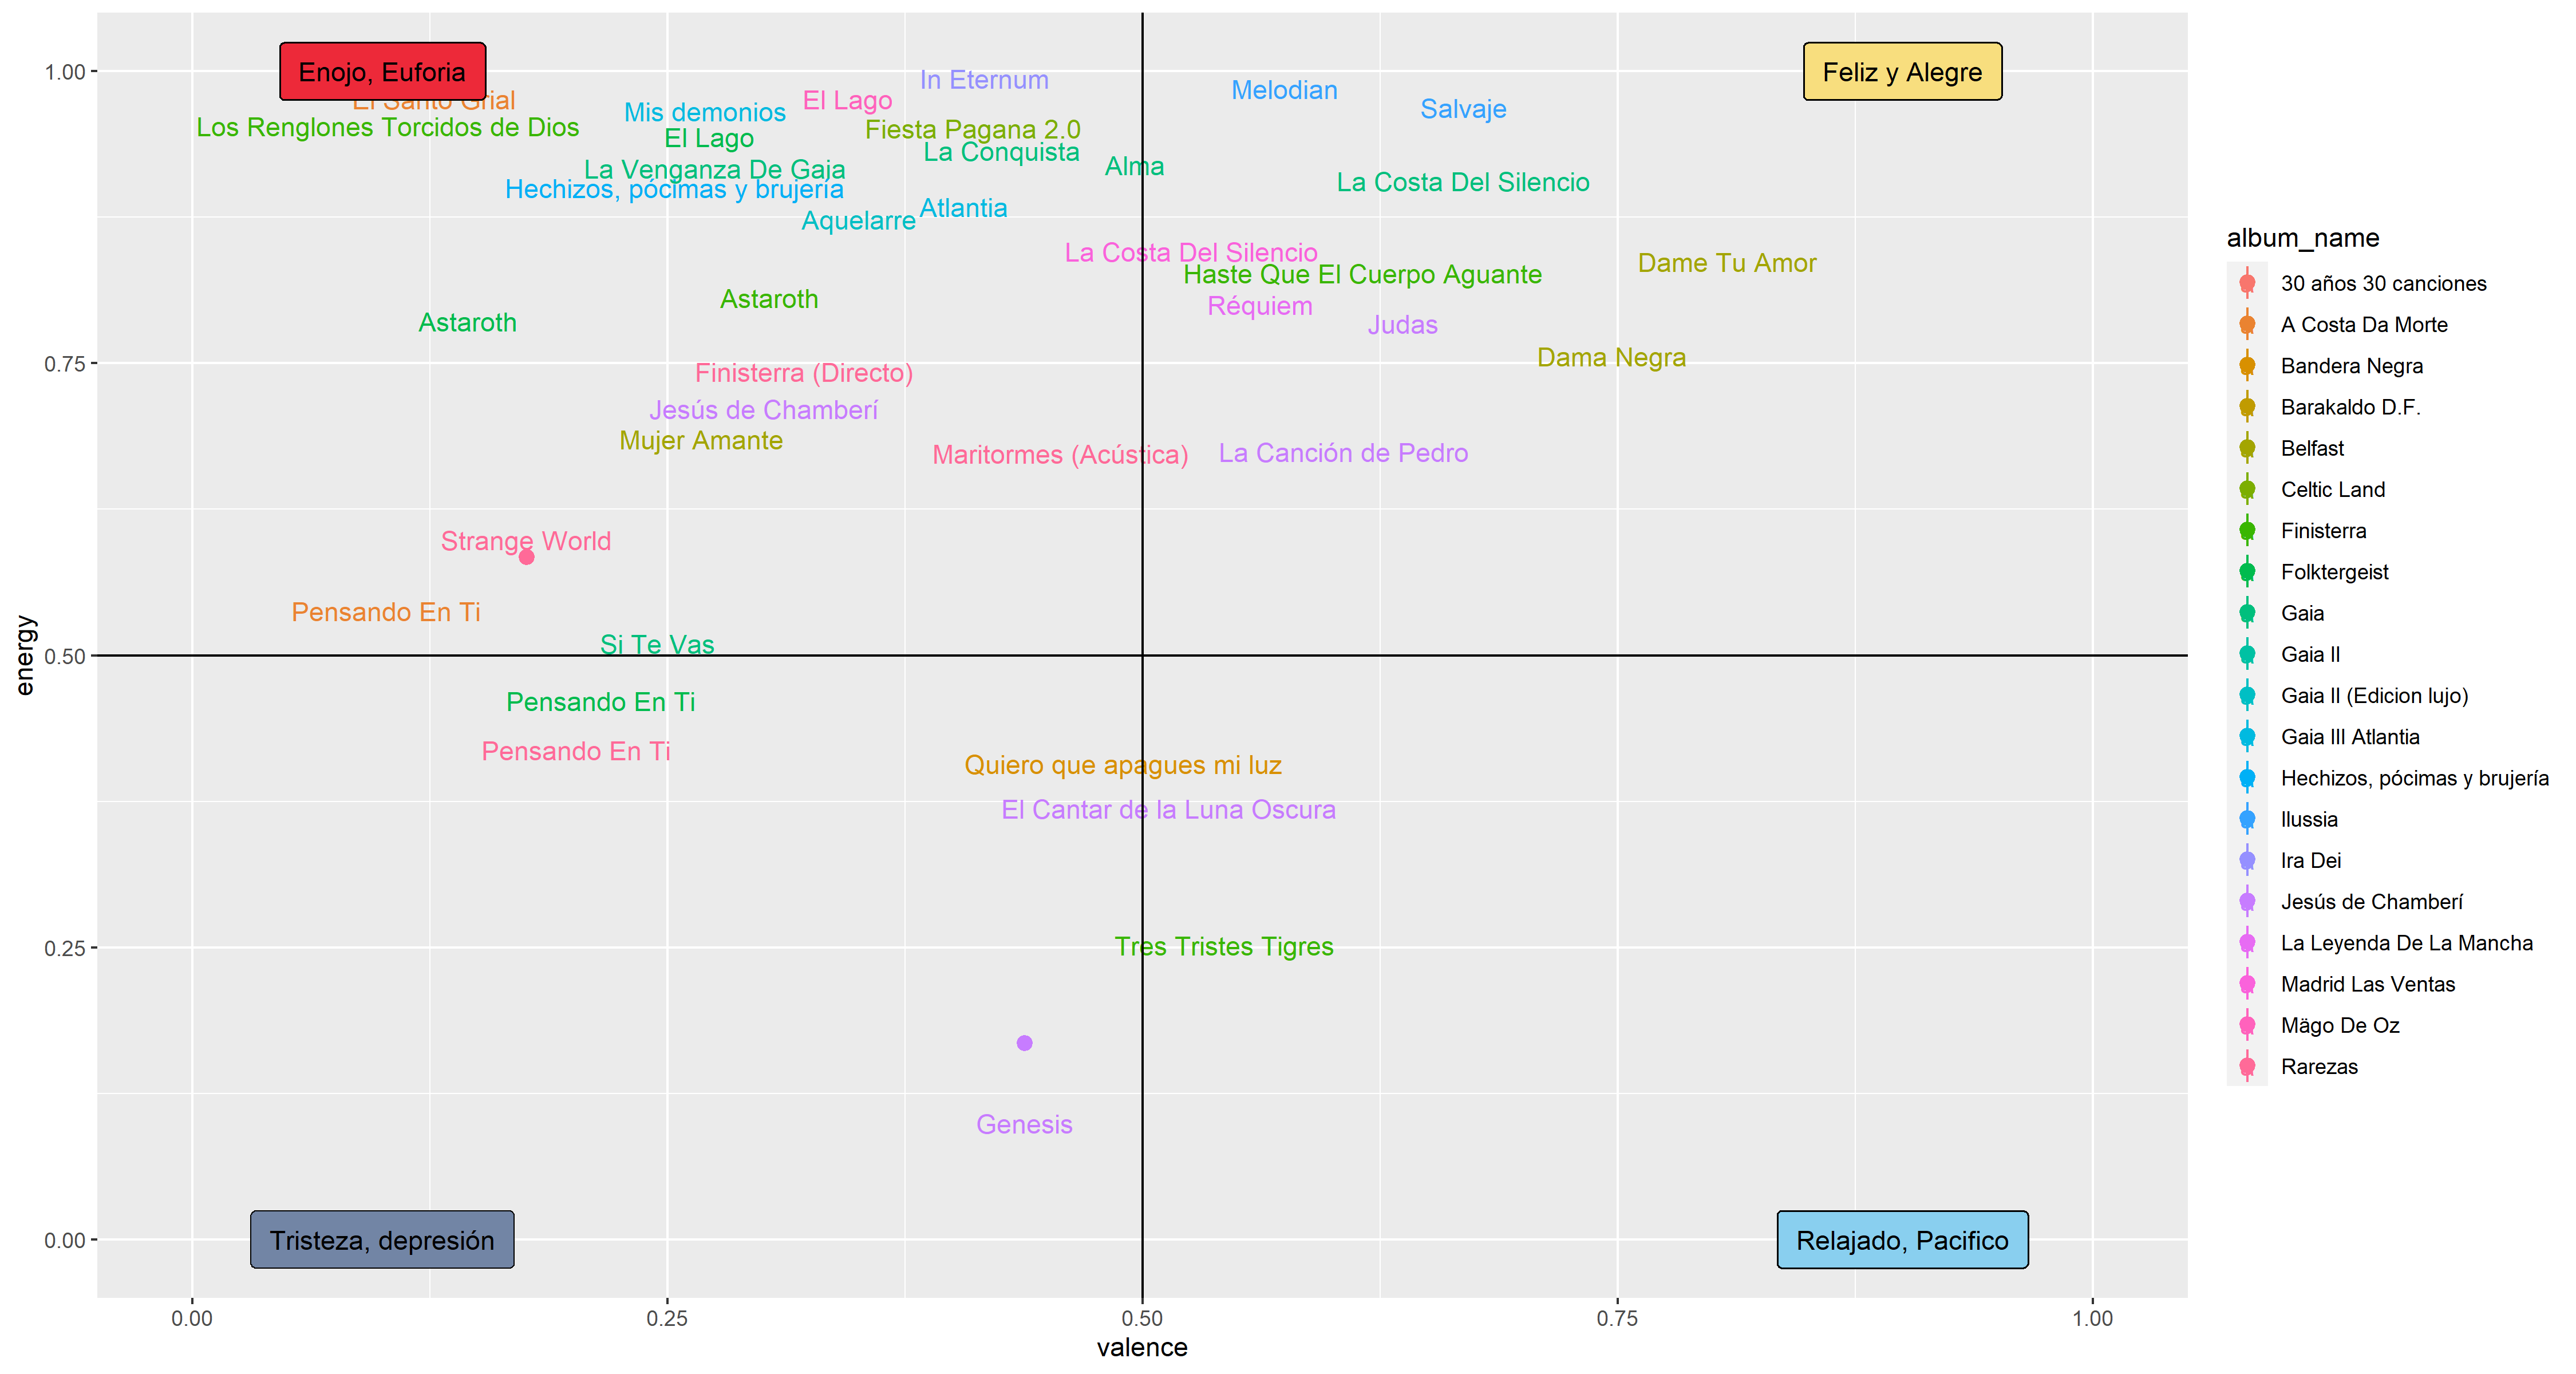 Enojo, Euforia
Feliz y Alegre
In Eternum
Melodian
El Santo Grial
Mis demonios
El Lago
Salvaje
Los Renglones Torcidos de Dios
El Lago
Fiesta Pagana 2.0
La Conquista
La Venganza De Gaia
Alma
Hechizos, pócimas y brujería
La Costa Del Silencio
Aquelarre
Atlantia
La Costa Del Silencio
Haste Que El Cuerpo Aguante
Dame Tu Amor
Astaroth
Réquiem
Astaroth
Judas
Dama Negra
Finisterra (Directo)
Jesús de Chamberí
Mujer Amante
Maritormes (Acústica)
La Canción de Pedro
Strange World
Pensando En Ti
Si Te Vas
Pensando En Ti
Pensando En Ti
Quiero que apagues mi luz
El Cantar de la Luna Oscura
Tres Tristes Tigres
Genesis
Tristeza, depresión
Relajado, Pacifico
1.00
0.75
0.50
0.25
0.00
energy
0.00
0.25
0.50
0.75
1.00
valence
album_name
30 años 30 canciones
A Costa Da Morte
Bandera Negra
Barakaldo D.F.
Belfast
Celtic Land
Finisterra
Folktergeist
Gaia
Gaia II
Gaia II (Edicion lujo)
Gaia III Atlantia
Hechizos, pócimas y brujería
Ilussia
Ira Dei
Jesús de Chamberí
La Leyenda De La Mancha
Madrid Las Ventas
Mägo De Oz
Rarezas